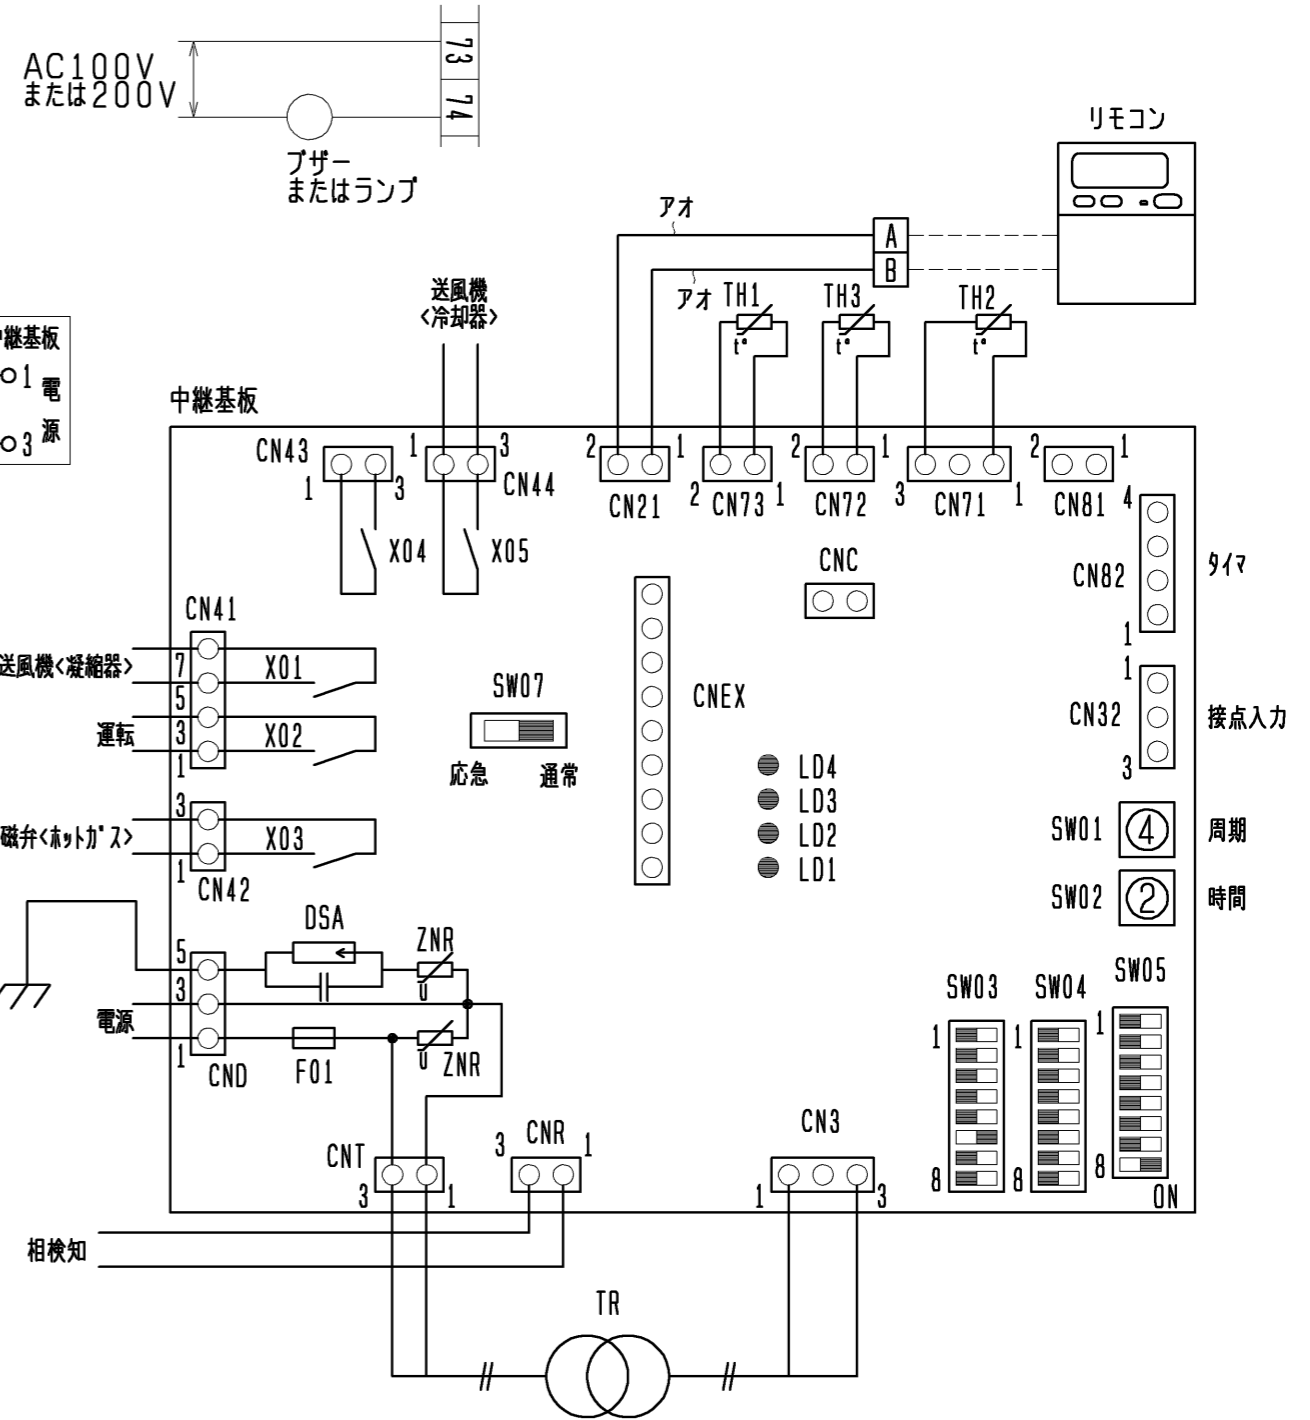 AC100V
または200V
73
74
ブザー
またはランプ
リモコン
アオ
A
B
アオ
送風機
<冷却器>
TH1
t°
TH3
t°
TH2
t°
継基板
1
電
3
源
中継基板
CN43
1
3
1
3
CN44
2
1
CN21
2
CN73
1
2
1
CN72
3
CN71
1
2
1
CN81
X04
X05
CNC
4
CN82
1
タイマ
CN41
送風機<凝縮器>
7
5
X01
運転
3
1
X02
SW07
応急
通常
CNEX
1
CN32
3
接点入力
LD4
LD3
LD2
LD1
磁弁<ホットガス>
3
1
X03
CN42
SW01
4
周期
SW02
2
時間
DSA
ZNR
U
5
3
電源
1
CND
F01
U
ZNR
SW03
1
8
SW04
1
8
SW05
1
8
ON
CNT
3
1
3
CNR
1
CN3
1
3
相検知
TR